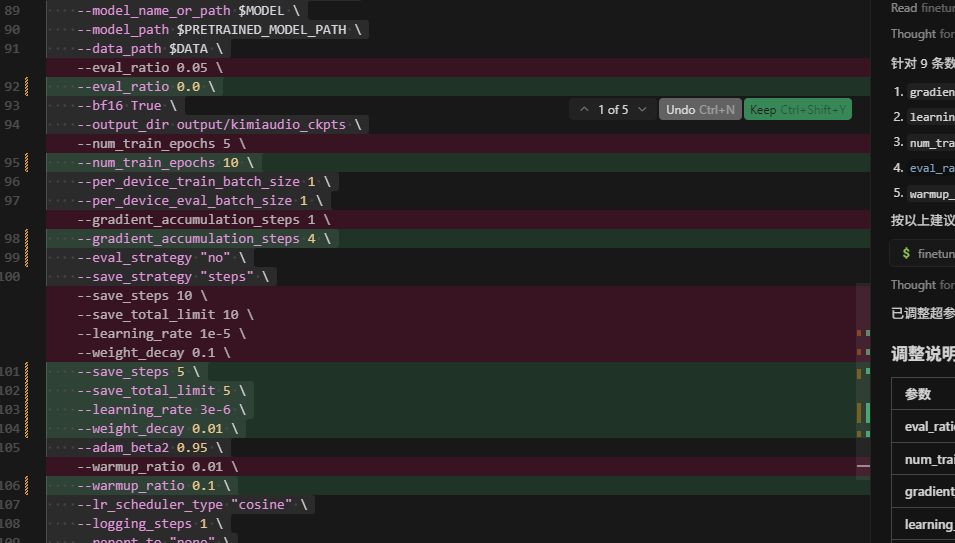 89 --model_name_or_path $MODEL \
90 --model_path $PRETRAINED_MODEL_PATH \
91 --data_path $DATA \
--eval_ratio 0.05 \
92 --eval_ratio 0.0 \
93 --bf16 True \
1 of 5 Undo Ctrl+N Keep Ctrl+Shift+Y
94 --output_dir output/kimiaudio_ckpts \
--num_train_epochs 5 \
95 --num_train_epochs 10 \
96 --per_device_train_batch_size 1 \
97 --per_device_eval_batch_size 1 \
--gradient_accumulation_steps 1 \
98 --gradient_accumulation_steps 4 \
99 --eval_strategy "no" \
100 --save_strategy "steps" \
--save_steps 10 \
--save_total_limit 10 \
--learning_rate 1e-5 \
--weight_decay 0.1 \
101 --save_steps 5 \
102 --save_total_limit 5 \
103 --learning_rate 3e-6 \
104 --weight_decay 0.01 \
105 --adam_beta2 0.95 \
--warmup_ratio 0.01 \
106 --warmup_ratio 0.1 \
107 --lr_scheduler_type "cosine" \
108 --logging_steps 1 \
--report_to "none" \
Read finetun
Thought for
针对 9 条数
1. gradien
2. learnin
3. num_tra
4. eval_ra
5. warmup_
按以上建议
$ finetun
Thought for
已调整超参
调整说明
参数
eval_ratio
num_trai
gradient
learning_